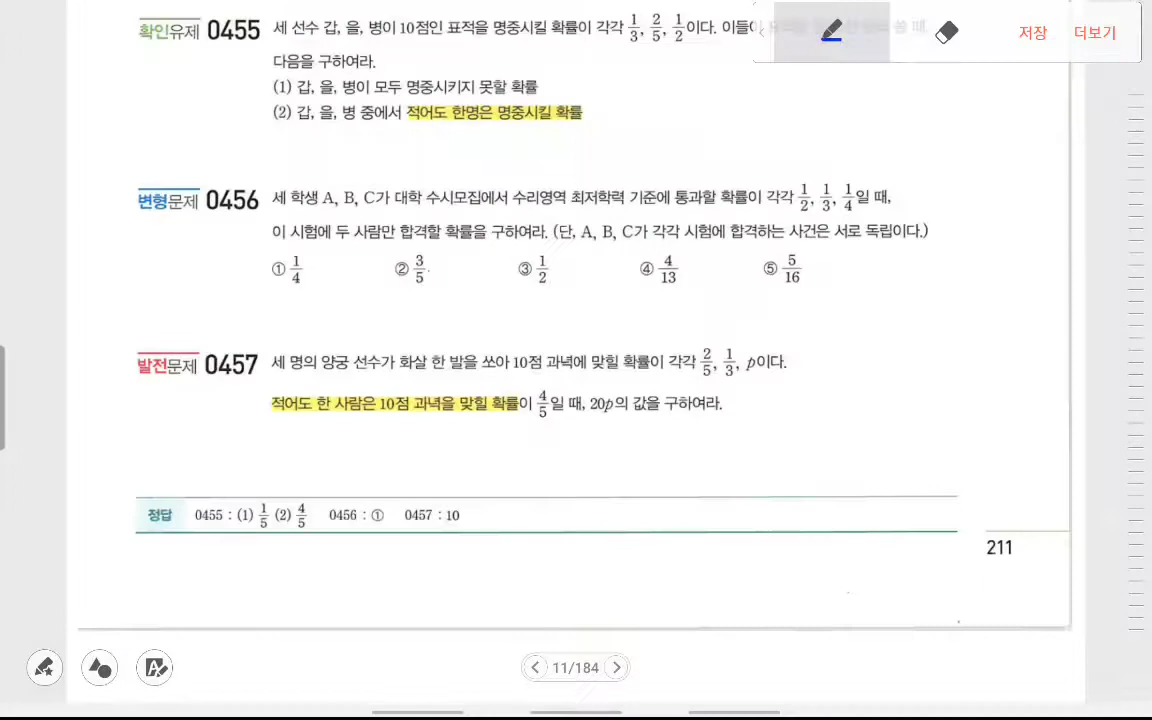 확인유제 0455 세 선수 갑, 을, 병이 10점인 표적을 명중시킬 확률이 각각 1/3, 2/5, 1/2이다. 이들이
저장 더보기
다음을 구하여라.
(1) 갑, 을, 병이 모두 명중시키지 못할 확률
(2) 갑, 을, 병 중에서 적어도 한명은 명중시킬 확률
변형문제 0456 세 학생 A, B, C가 대학 수시모집에서 수리영역 최저학력 기준에 통과할 확률이 각각 1/2, 1/3, 1/4일 때,
이 시험에 두 사람만 합격할 확률을 구하여라. (단, A, B, C가 각각 시험에 합격하는 사건은 서로 독립이다.)
① 1/4 ② 3/5 ③ 1/2 ④ 4/13 ⑤ 5/16
발전문제 0457 세 명의 양궁 선수가 화살 한 발을 쏘아 10점 과녁에 맞힐 확률이 각각 2/5, 1/3, p이다.
적어도 한 사람은 10점 과녁을 맞힐 확률이 4/5일 때, 20p의 값을 구하여라.
정답 0455 : (1) 1/5 (2) 4/5 0456 : ① 0457 : 10
211
11/184